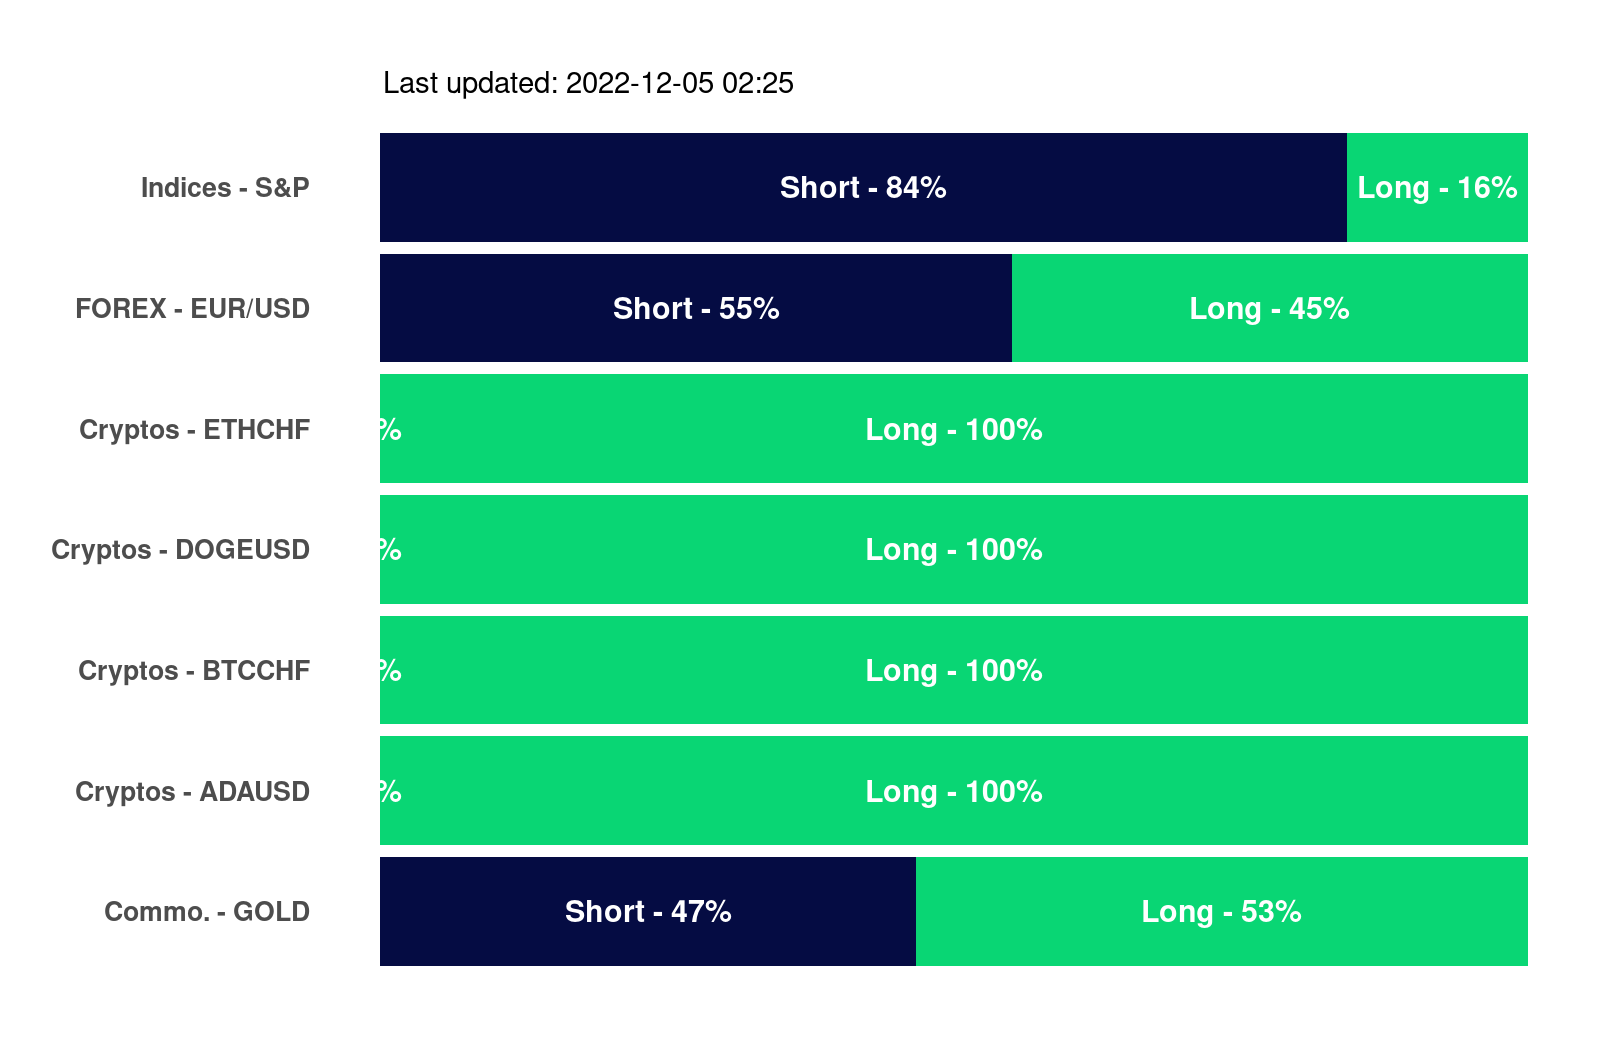 Last updated: 2022-12-05 02:25
Indices - S&P Short - 84% Long - 16%
FOREX - EUR/USD Short - 55% Long - 45%
Cryptos - ETHCHF % Long - 100%
Cryptos - DOGEUSD % Long - 100%
Cryptos - BTCCHF % Long - 100%
Cryptos - ADAUSD % Long - 100%
Commo. - GOLD Short - 47% Long - 53%